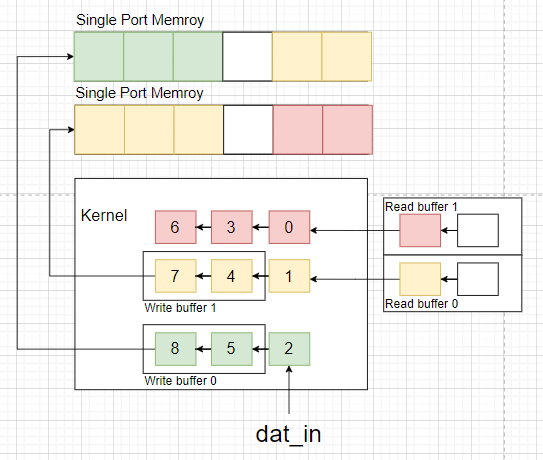 Single Port Memroy
Single Port Memroy
Kernel
6 3 0
Read buffer 1
7 4 1
Write buffer 1
Read buffer 0
8 5 2
Write buffer 0
dat_in